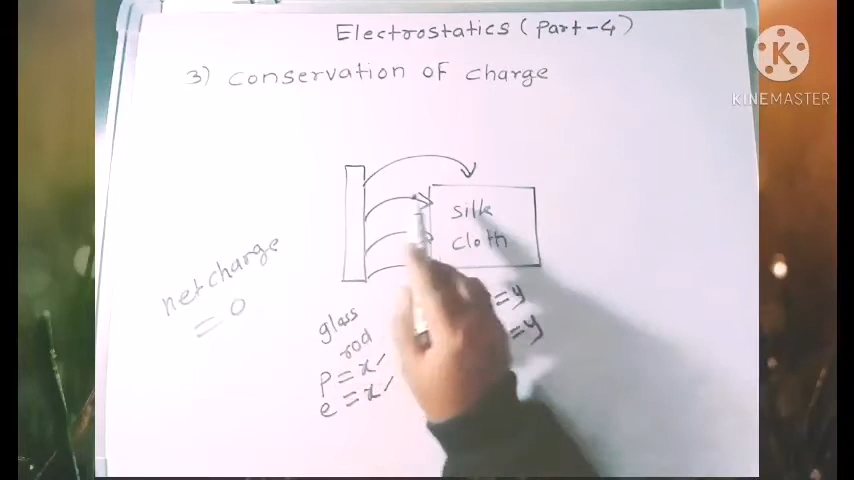 Electrostatics (Part-4)
3) Conservation of charge
KINEMASTER
silk
cloth
net charge
= 0
glass
rod
P = x
e = x
= y
= y